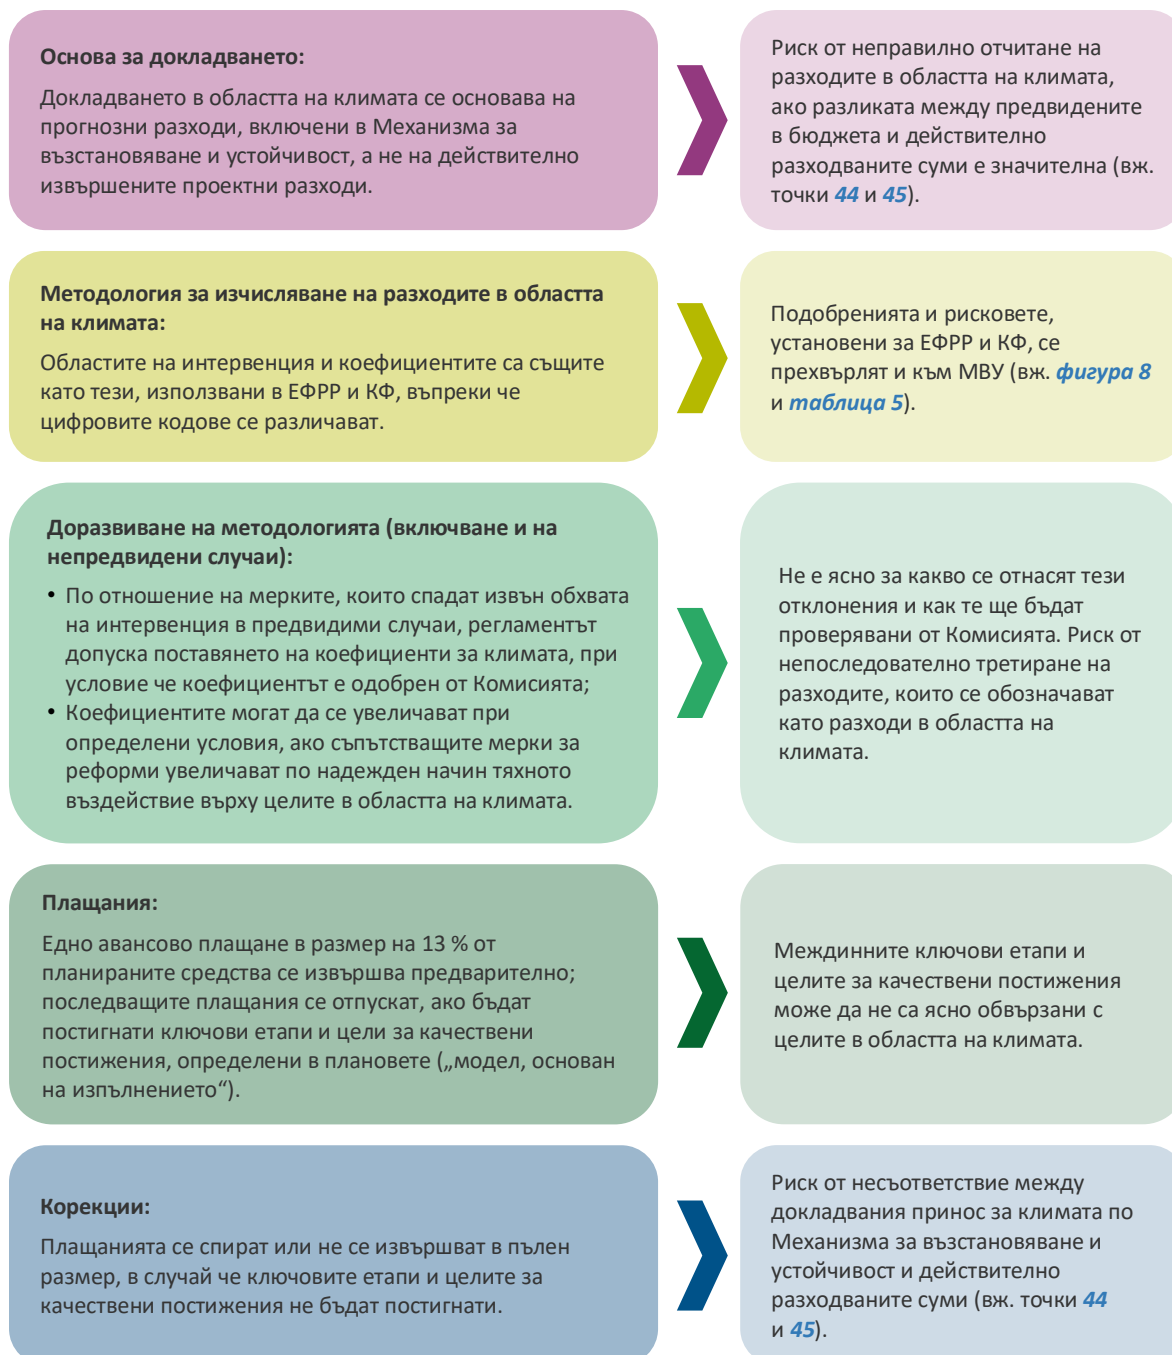 Основа за докладването:
Докладването в областта на климата се основава на
прогнозни разходи, включени в Механизма за
възстановяване и устойчивост, а не на действително
извършените проектни разходи.
Риск от неправилно отчитане на
разходите в областта на климата,
ако разликата между предвидените
в бюджета и действително
разходваните суми е значителна (вж.
точки 44 и 45).
Методология за изчисляване на разходите в областта
на климата:
Областите на интервенция и коефициентите са същите
като тези, използвани в ЕФРР и КФ, въпреки че
цифровите кодове се различават.
Подобренията и рисковете,
установени за ЕФРР и КФ, се
прехвърлят и към МВУ (вж. фигура 8
и таблица 5).
Доразвиване на методологията (включване и на
непредвидени случаи):
• По отношение на мерките, които спадат извън обхвата
на интервенция в предвидими случаи, регламентът
допуска поставянето на коефициенти за климата, при
условие че коефициентът е одобрен от Комисията;
• Коефициентите могат да се увеличават при
определени условия, ако съпътстващите мерки за
реформи увеличават по надежден начин тяхното
въздействие върху целите в областта на климата.
Не е ясно за какво се отнасят тези
отклонения и как те ще бъдат
проверявани от Комисията. Риск от
непоследователно третиране на
разходите, които се обозначават
като разходи в областта на
климата.
Плащания:
Едно авансово плащане в размер на 13 % от
планираните средства се извършва предварително;
последващите плащания се отпускат, ако бъдат
постигнати ключови етапи и цели за качествени
постижения, определени в плановете („модел, основан
на изпълнението“).
Междинните ключови етапи и
целите за качествени постижения
може да не са ясно обвързани с
целите в областта на климата.
Корекции:
Плащанията се спират или не се извършват в пълен
размер, в случай че ключовите етапи и целите за
качествени постижения не бъдат постигнати.
Риск от несъответствие между
докладвания принос за климата по
Механизма за възстановяване и
устойчивост и действително
разходваните суми (вж. точки 44
и 45).